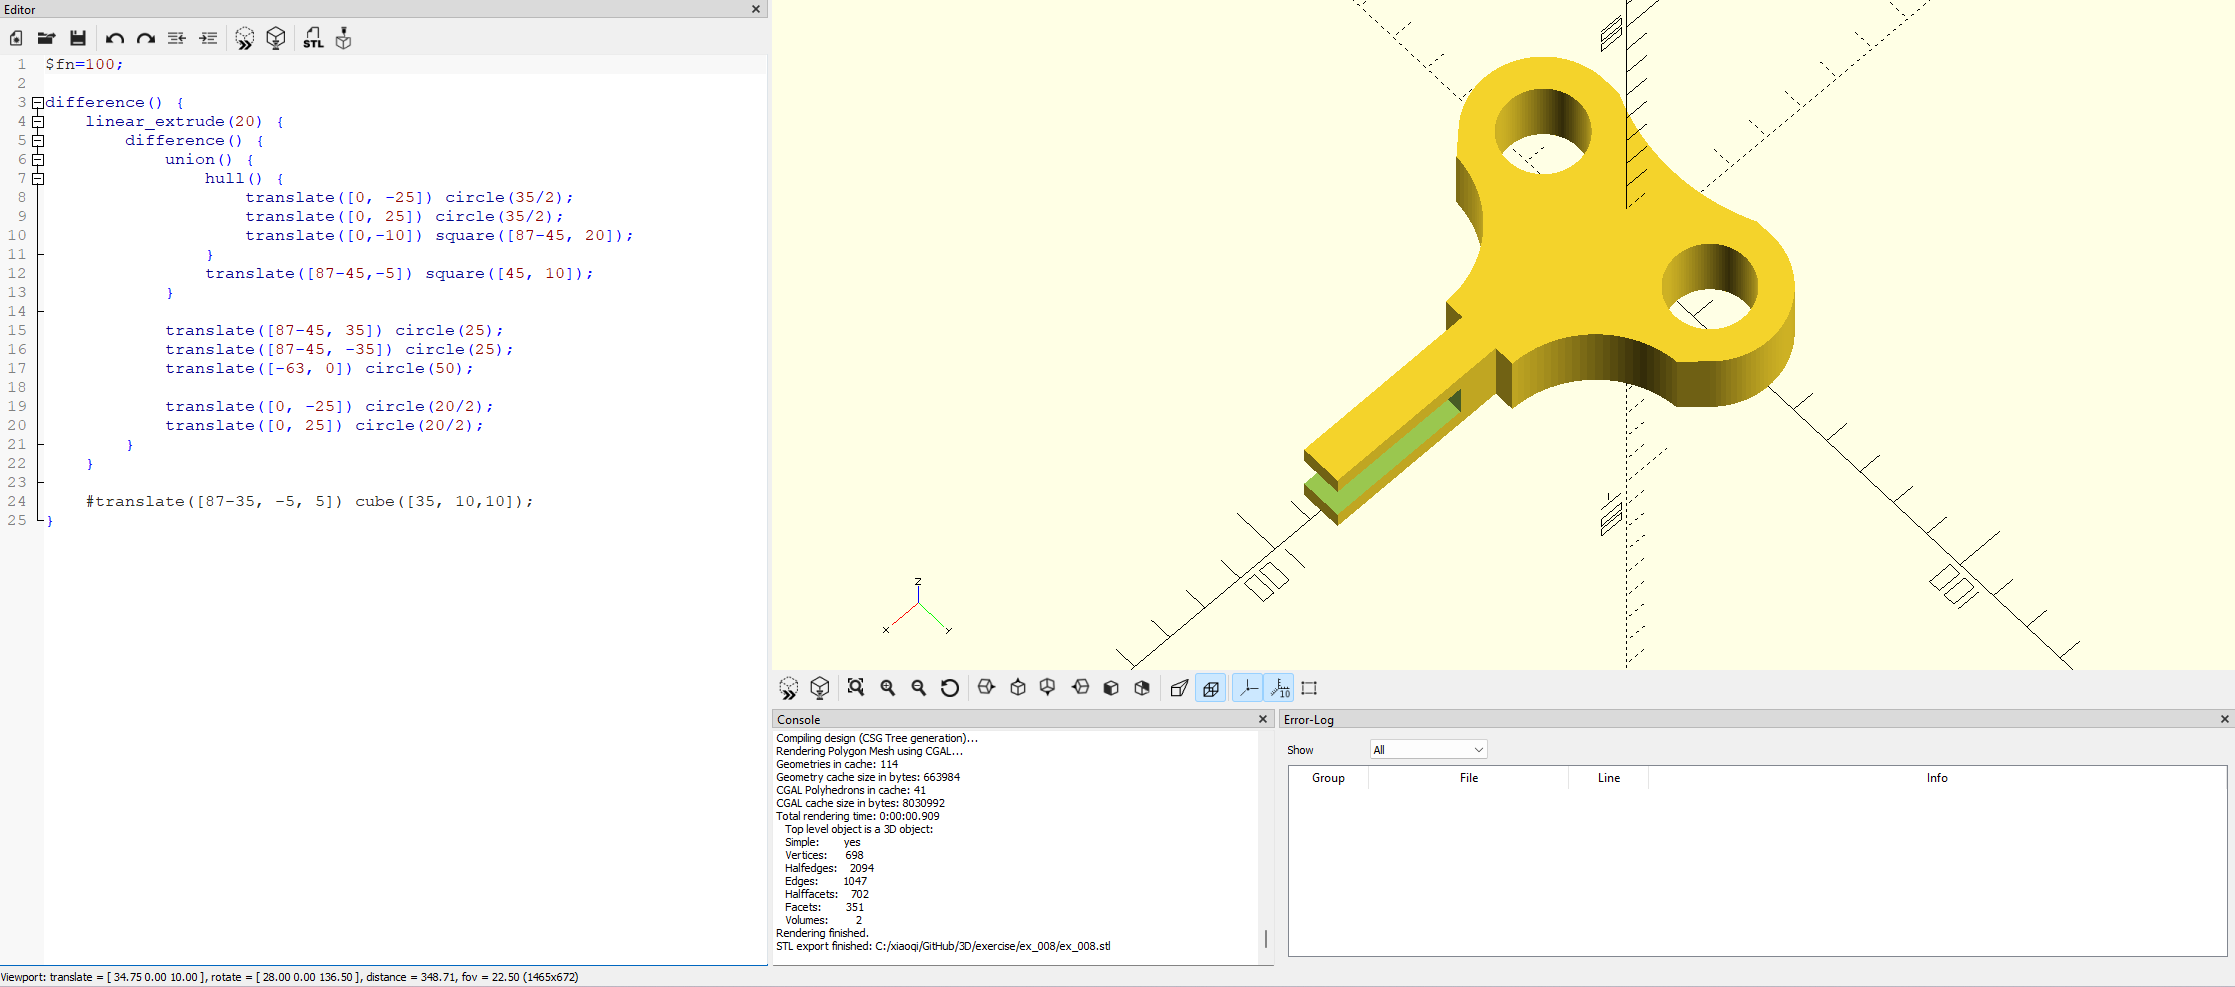 Editor
STL
1 $fn=100;
2
3 difference() {
4 linear_extrude(20) {
5 difference() {
6 union() {
7 hull() {
8 translate([0, -25]) circle(35/2);
9 translate([0, 25]) circle(35/2);
10 translate([0,-10]) square([87-45, 20]);
11 }
12 translate([87-45,-5]) square([45, 10]);
13 }
14
15 translate([87-45, 35]) circle(25);
16 translate([87-45, -35]) circle(25);
17 translate([-63, 0]) circle(50);
18
19 translate([0, -25]) circle(20/2);
20 translate([0, 25]) circle(20/2);
21 }
22 }
23
24 #translate([87-35, -5, 5]) cube([35, 10,10]);
25 }
z
x
y
10
Console
Compiling design (CSG Tree generation)...
Rendering Polygon Mesh using CGAL...
Geometries in cache: 114
Geometry cache size in bytes: 663984
CGAL Polyhedrons in cache: 41
CGAL cache size in bytes: 8030992
Total rendering time: 0:00:00.909
Top level object is a 3D object:
Simple: yes
Vertices: 698
Halfedges: 2094
Edges: 1047
Halffacets: 702
Facets: 351
Volumes: 2
Rendering finished.
STL export finished: C:/xiaoqi/GitHub/3D/exercise/ex_008/ex_008.stl
Error-Log
Show All
Group File Line Info
Viewport: translate = [ 34.75 0.00 10.00 ], rotate = [ 28.00 0.00 136.50 ], distance = 348.71, fov = 22.50 (1465x672)